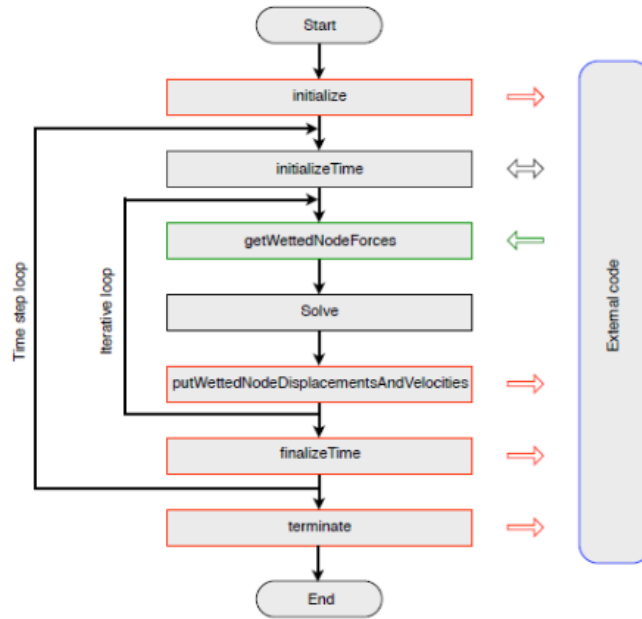 Start
initialize
initializeTime
getWettedNodeForces
Solve
putWettedNodeDisplacementsAndVelocities
finalizeTime
terminate
End
Time step loop
Iterative loop
External code